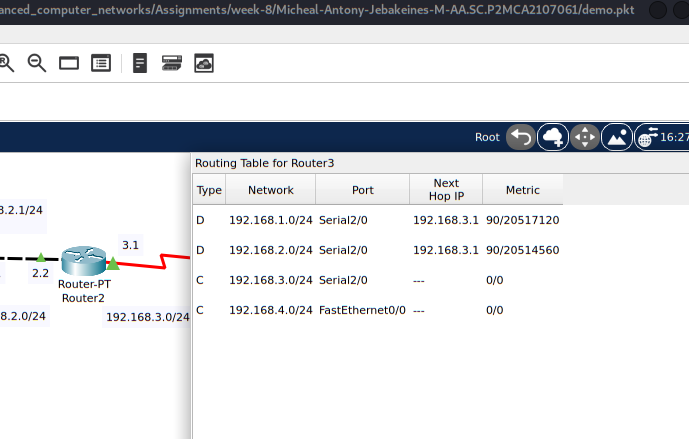 anced_computer_networks/Assignments/week-8/Micheal-Antony-Jebakeines-M-AA.SC.P2MCA2107061/demo.pkt
R
Root 16:27
Routing Table for Router3
Type Network Port Next Hop IP Metric
D 192.168.1.0/24 Serial2/0 192.168.3.1 90/20517120
D 192.168.2.0/24 Serial2/0 192.168.3.1 90/20514560
C 192.168.3.0/24 Serial2/0 --- 0/0
C 192.168.4.0/24 FastEthernet0/0 --- 0/0
8.2.1/24
3.1
2.2
Router-PT
Router2
8.2.0/24
192.168.3.0/24